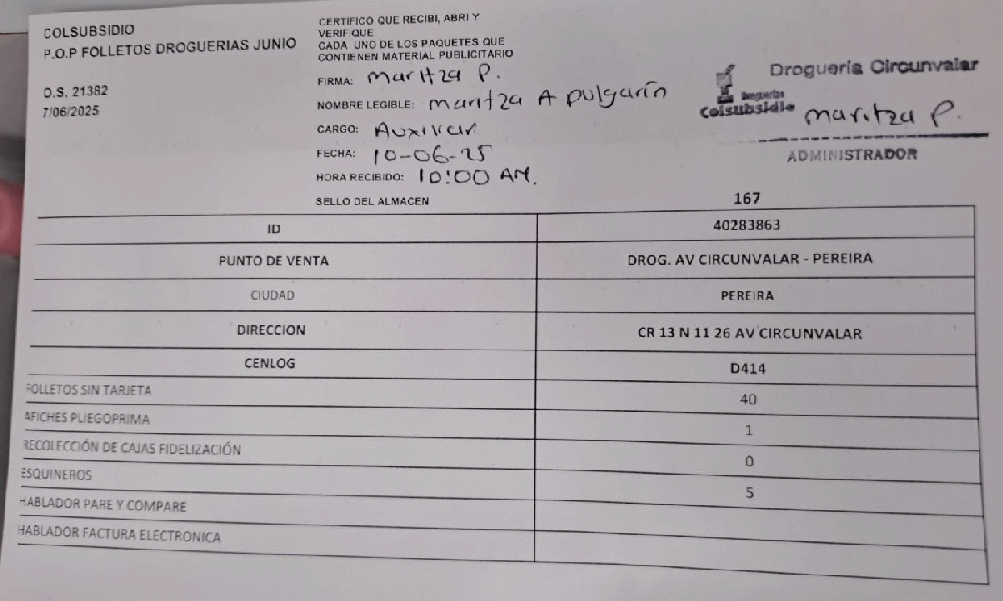 COLSUBSIDIO
P.O.P FOLLETOS DROGUERIAS JUNIO
O.S. 21382
7/06/2025
CERTIFICO QUE RECIBI, ABRI Y
VERIF QUE
CADA UNO DE LOS PAQUETES QUE
CONTIENEN MATERIAL PUBLICITARIO
FIRMA: Maritza P.
NOMBRE LEGIBLE: Maritza A Pulgarín
CARGO: Auxiliar
FECHA: 10-06-25
HORA RECIBIDO: 10:00 AM.
SELLO DEL ALMACEN
Droguería Circunvalar
Droguerías
Colsubsidio
Maritza P.
ADMINISTRADOR
167
ID 40283863
PUNTO DE VENTA DROG. AV CIRCUNVALAR - PEREIRA
CIUDAD PEREIRA
DIRECCION CR 13 N 11 26 AV CIRCUNVALAR
CENLOG D414
FOLLETOS SIN TARJETA 40
AFICHES PLIEGOPRIMA 1
RECOLECCIÓN DE CAJAS FIDELIZACIÓN 0
ESQUINEROS 5
HABLADOR PARE Y COMPARE
HABLADOR FACTURA ELECTRONICA